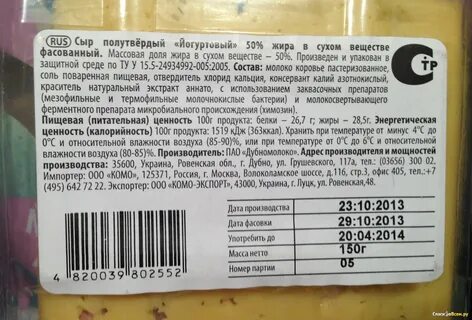 RUS Сыр полутвёрдый «Йогуртовый» 50% жира в сухом веществе
фасованный. Массовая доля жира в сухом веществе – 50%. Произведен и упакован в
защитной среде по ТУ У 15.5-24934992-005:2005. Состав: молоко коровье пастеризованное,
соль поваренная пищевая, отвердитель хлорид кальция, консервант калий азотнокислый,
краситель натуральный экстракт аннато, с использованием заквасочных препаратов
(мезофильные и термофильные молочнокислые бактерии) и молокосвертывающего
ферментного препарата микробиального происхождения (химозин).
Пищевая (питательная) ценность 100г продукта: белки – 26,7 г; жиры – 28,5г. Энергетическая
ценность (калорийность) 100г продукта: 1519 кДж (363ккал). Хранить при температуре от минус 4°С до
0°С и относительной влажности воздуха (85-90)%, или при температуре от 0°С до 6°С и относительной
влажности воздуха (80-85)%. Производитель: ПАО «Дубномолоко». Адрес производителя и мощностей
производства: 35600, Украина, Ровенская обл., г. Дубно, ул. Грушевского, 117а, тел.: (03656) 300 02.
Импортер: ООО «КОМО», 125371, Россия, г. Москва, Волоколамское шоссе, д.116, стр.3, офис 405, тел.:+7
(495) 642 72 22. Экспортер: ООО «КОМО-ЭКСПОРТ», 43000, Украина, г. Луцк, ул. Ровенская,48.
СТР
Дата производства 23:10:2013
Дата фасовки 29:10:2013
Употребить до 20:04:2014
Масса нетто 150г
Номер партии 05
4 820039 802552